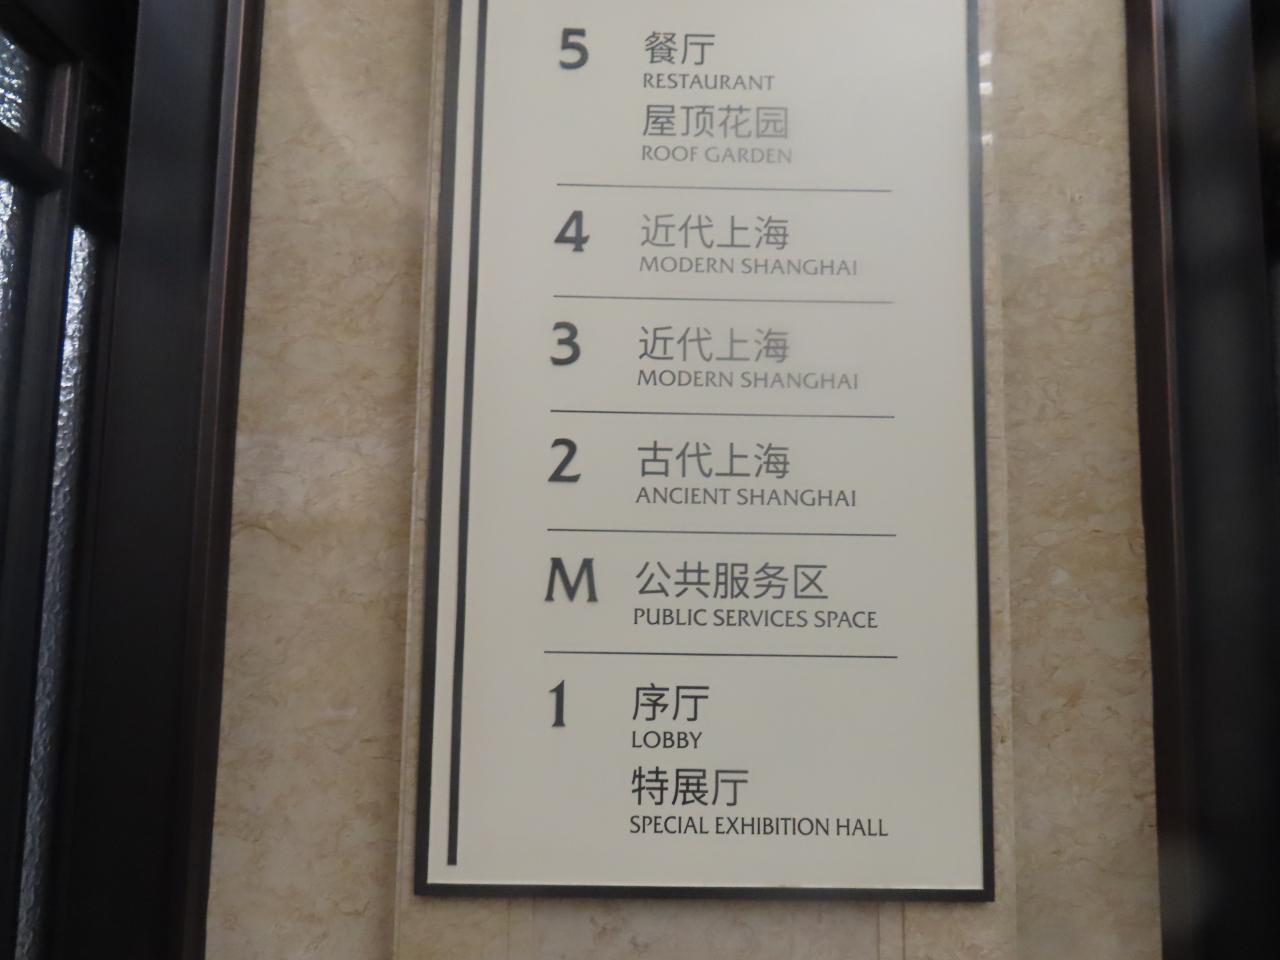 5 餐厅
RESTAURANT
屋顶花园
ROOF GARDEN
4 近代上海
MODERN SHANGHAI
3 近代上海
MODERN SHANGHAI
2 古代上海
ANCIENT SHANGHAI
M 公共服务区
PUBLIC SERVICES SPACE
1 序厅
LOBBY
特展厅
SPECIAL EXHIBITION HALL